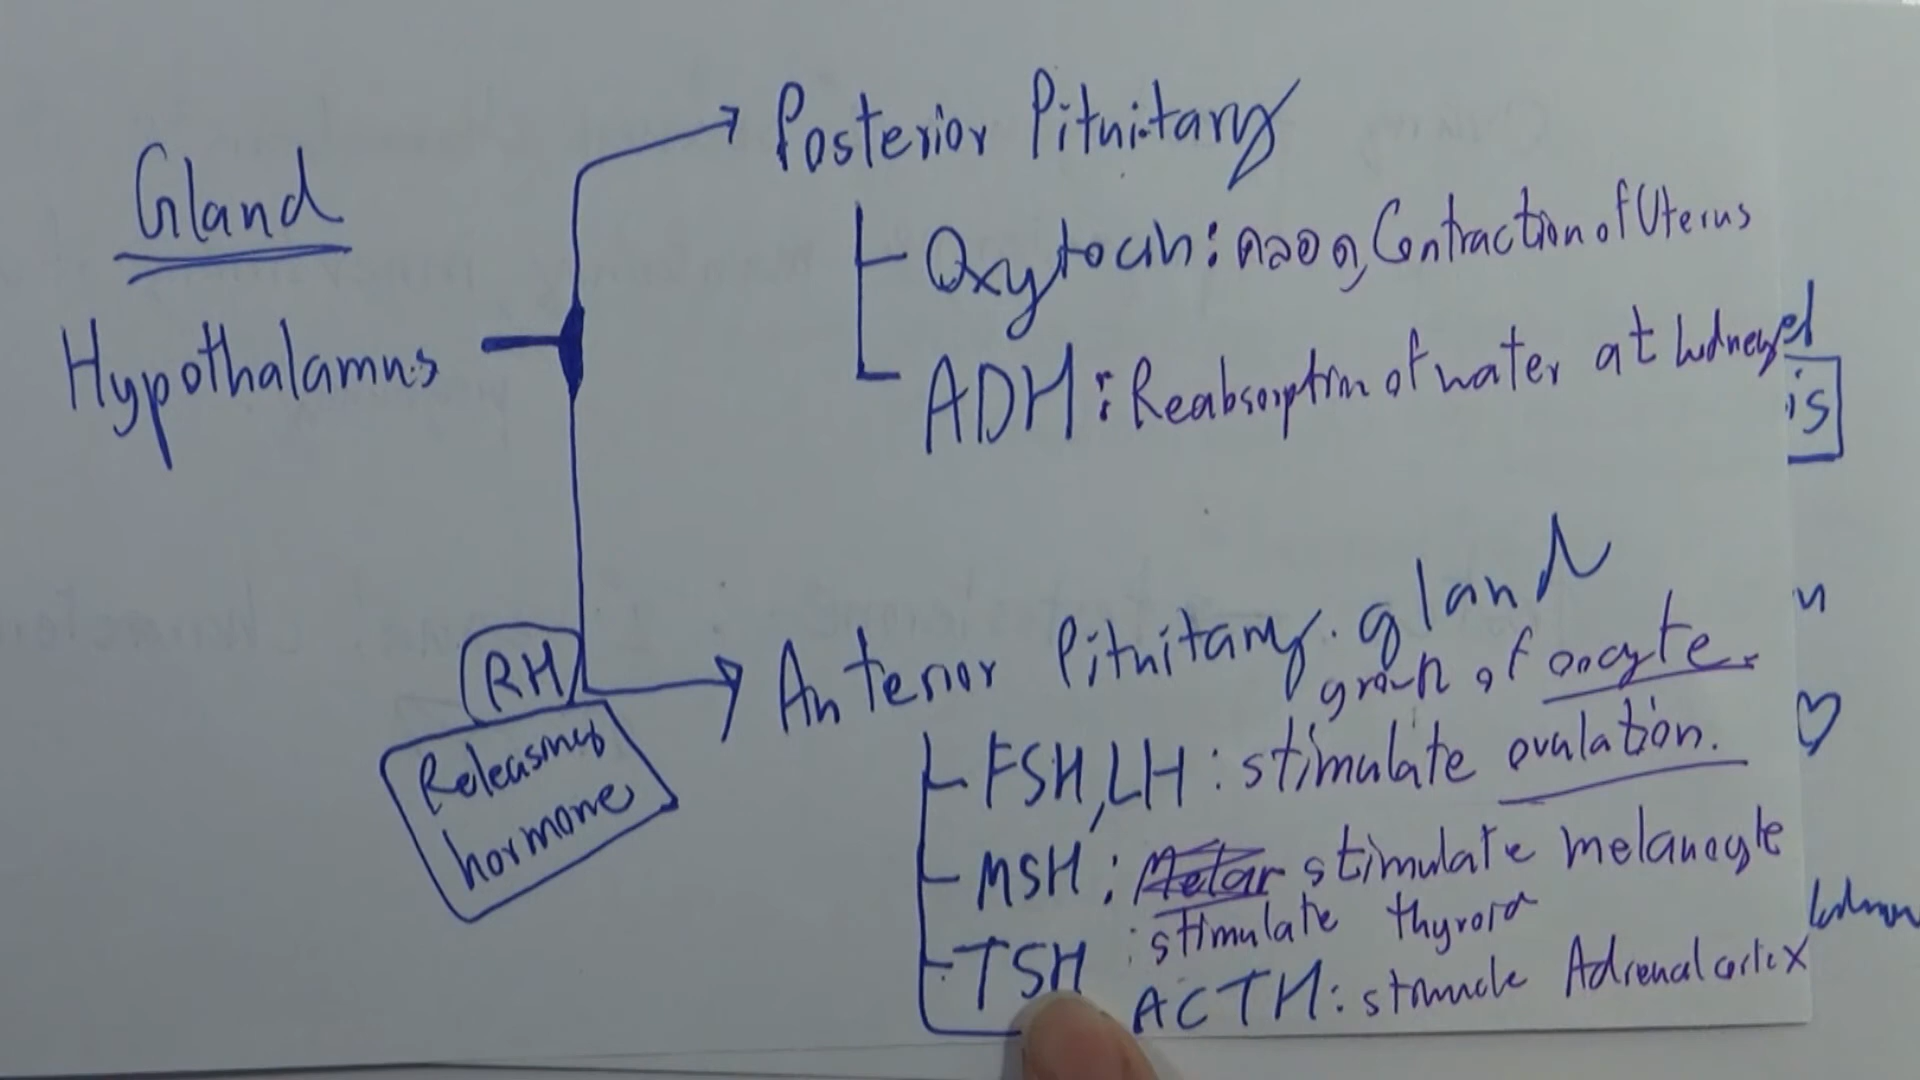 Gland
Hypothalamus
Posterior Pituitary
Oxytocin: คลอด, Contraction of Uterus
ADH: Reabsorption of water at kidney
is
RH
Releasing
hormone
Anterior Pituitary gland
growth of oocyte.
FSH, LH: stimulate ovulation.
MSH: stimulate melanocyte
TSH: stimulate thyroid
ACTH: stimulate Adrenal cortex